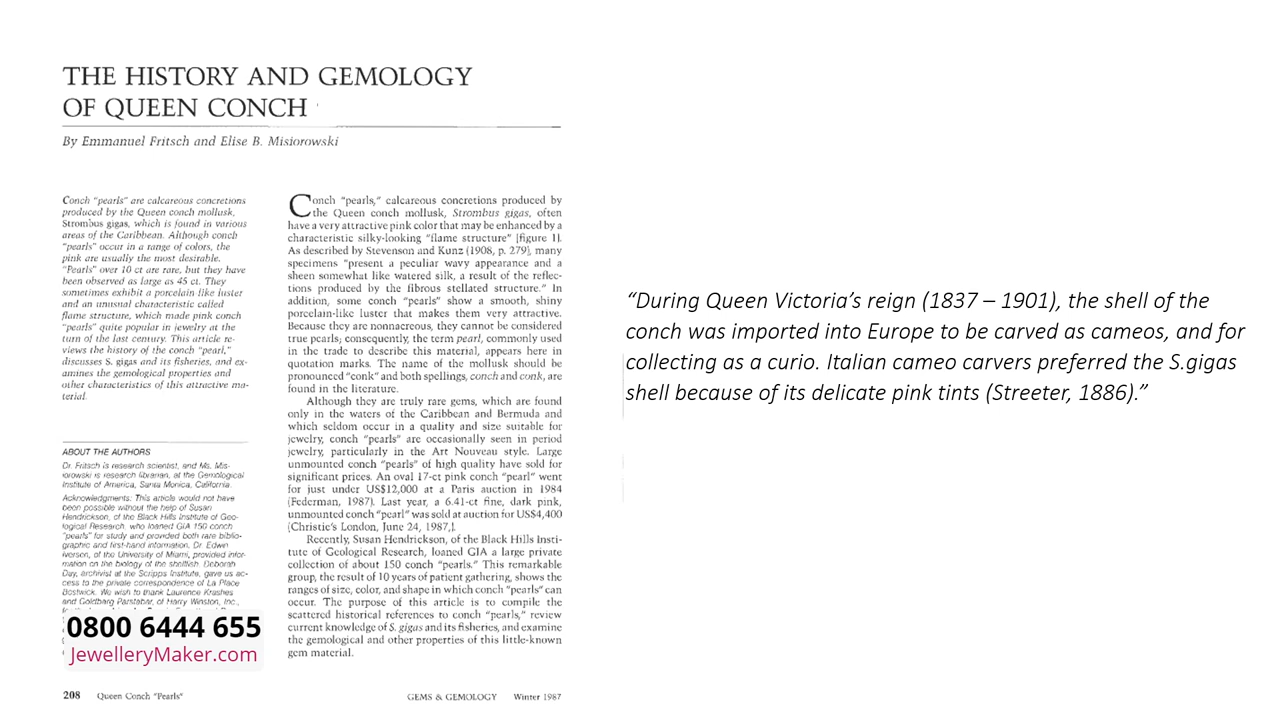 THE HISTORY AND GEMOLOGY
OF QUEEN CONCH
By Emmanuel Fritsch and Elise B. Misiorowski
Conch "pearls" are calcareous concretions
produced by the Queen conch mollusk,
Strombus gigas, which is found in various
areas of the Caribbean. Although conch
"pearls" occur in a range of colors, the
pink are usually the most desirable.
"Pearls" over 10 ct are rare, but they have
been observed as large as 45 ct. They
sometimes exhibit a porcelain like luster
and an unusual characteristic called
flame structure, which made pink conch
"pearls" quite popular in jewelry at the
turn of the last century. This article re-
views the history of the conch "pearl,"
discusses S. gigas and its fisheries, and ex-
amines the gemological properties and
other characteristics of this attractive ma-
terial.
ABOUT THE AUTHORS
Dr. Fritsch is research scientist, and Ms. Mis-
iorowski is research librarian, at the Gemological
Institute of America, Santa Monica, California.
Acknowledgments: This article would not have
been possible without the help of Susan
Hendrickson, of the Black Hills Institute of Geo-
logical Research, who loaned GIA 150 conch
"pearls" for study and provided both rare biblio-
graphic and first-hand information. Dr. Edwin
Iversen, of the University of Miami, provided infor-
mation on the biology of the shellfish. Deborah
Day, archivist at the Scripps Institute, gave us ac-
cess to the private correspondence of La Place
Bostwick. We wish to thank Laurence Krashes
and Goldberg Parstabar, of Harry Winston, Inc.,
0800 6444 655
JewelleryMaker.com
Conch "pearls," calcareous concretions produced by
the Queen conch mollusk, Strombus gigas, often
have a very attractive pink color that may be enhanced by a
characteristic silky-looking "flame structure" (figure 1).
As described by Stevenson and Kunz (1908, p. 279), many
specimens "present a peculiar wavy appearance and a
sheen somewhat like watered silk, a result of the reflec-
tions produced by the fibrous stellated structure." In
addition, some conch "pearls" show a smooth, shiny
porcelain-like luster that makes them very attractive.
Because they are nonnacreous, they cannot be considered
true pearls; consequently, the term pearl, commonly used
in the trade to describe this material, appears here in
quotation marks. The name of the mollusk should be
pronounced "conk" and both spellings, conch and conk, are
found in the literature.
Although they are truly rare gems, which are found
only in the waters of the Caribbean and Bermuda and
which seldom occur in a quality and size suitable for
jewelry, conch "pearls" are occasionally seen in period
jewelry, particularly in the Art Nouveau style. Large
unmounted conch "pearls" of high quality have sold for
significant prices. An oval 17-ct pink conch "pearl" went
for just under US$12,000 at a Paris auction in 1984
(Federman, 1987). Last year, a 6.41-ct fine, dark pink,
unmounted conch "pearl" was sold at auction for US$4,400
(Christie's London, June 24, 1987,).
Recently, Susan Hendrickson, of the Black Hills Insti-
tute of Geological Research, loaned GIA a large private
collection of about 150 conch "pearls." This remarkable
group, the result of 10 years of patient gathering, shows the
ranges of size, color, and shape in which conch "pearls" can
occur. The purpose of this article is to compile the
scattered historical references to conch "pearls," review
current knowledge of S. gigas and its fisheries, and examine
the gemological and other properties of this little-known
gem material.
208 Queen Conch "Pearls"
GEMS & GEMOLOGY Winter 1987
“During Queen Victoria’s reign (1837 – 1901), the shell of the
conch was imported into Europe to be carved as cameos, and for
collecting as a curio. Italian cameo carvers preferred the S.gigas
shell because of its delicate pink tints (Streeter, 1886).”